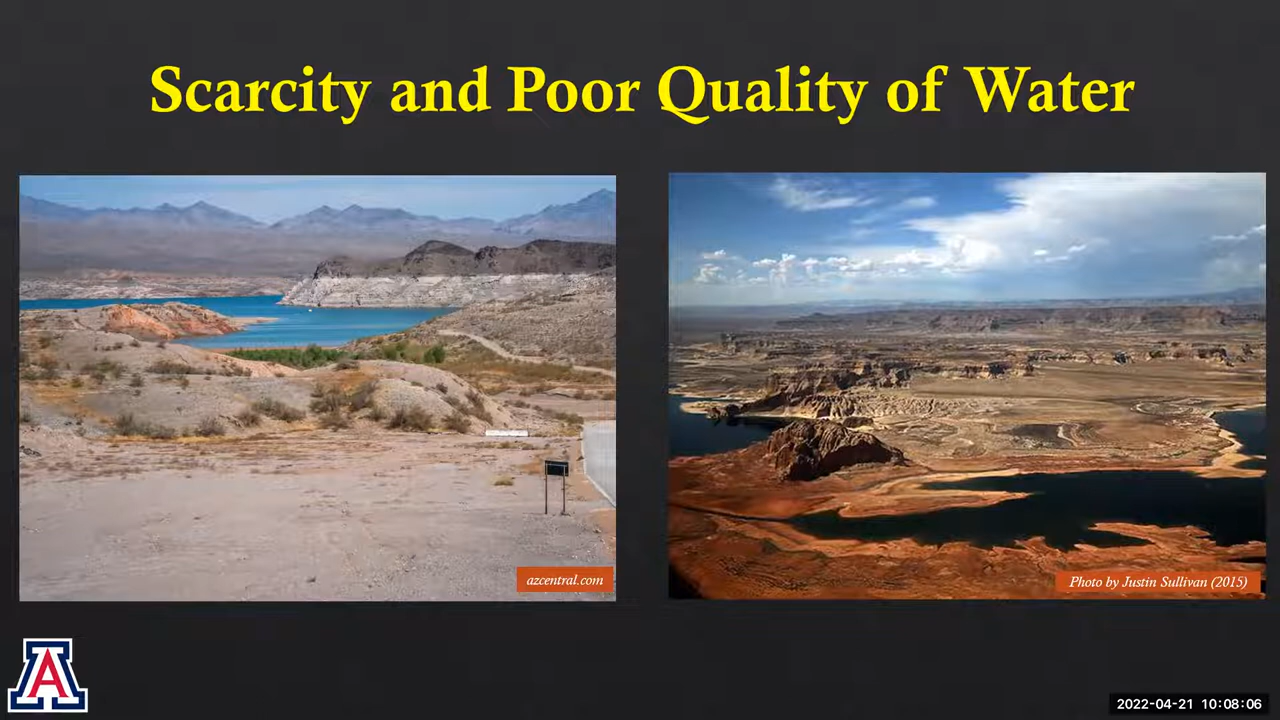 Scarcity and Poor Quality of Water
azcentral.com
Photo by Justin Sullivan (2015)
A
2022-04-21 10:08:06